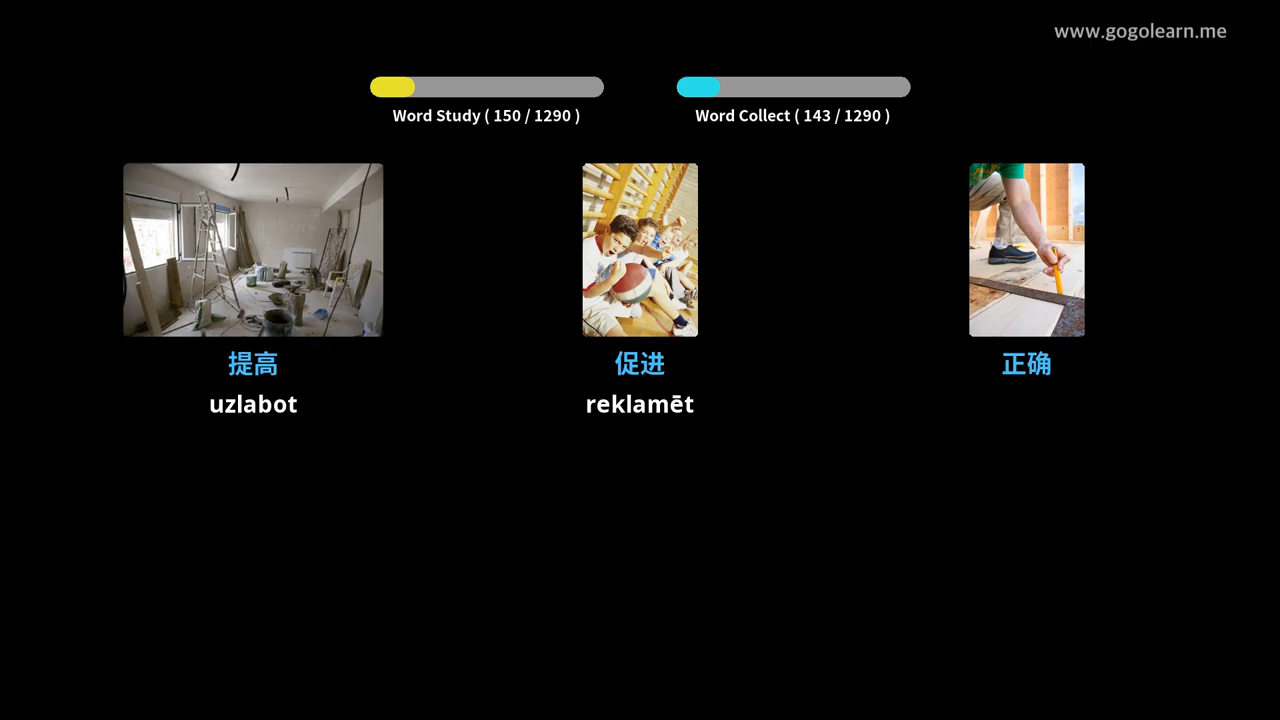 www.gogolearn.me
Word Study ( 150 / 1290 )
Word Collect ( 143 / 1290 )
提高
促进
正确
uzlabot
reklamēt